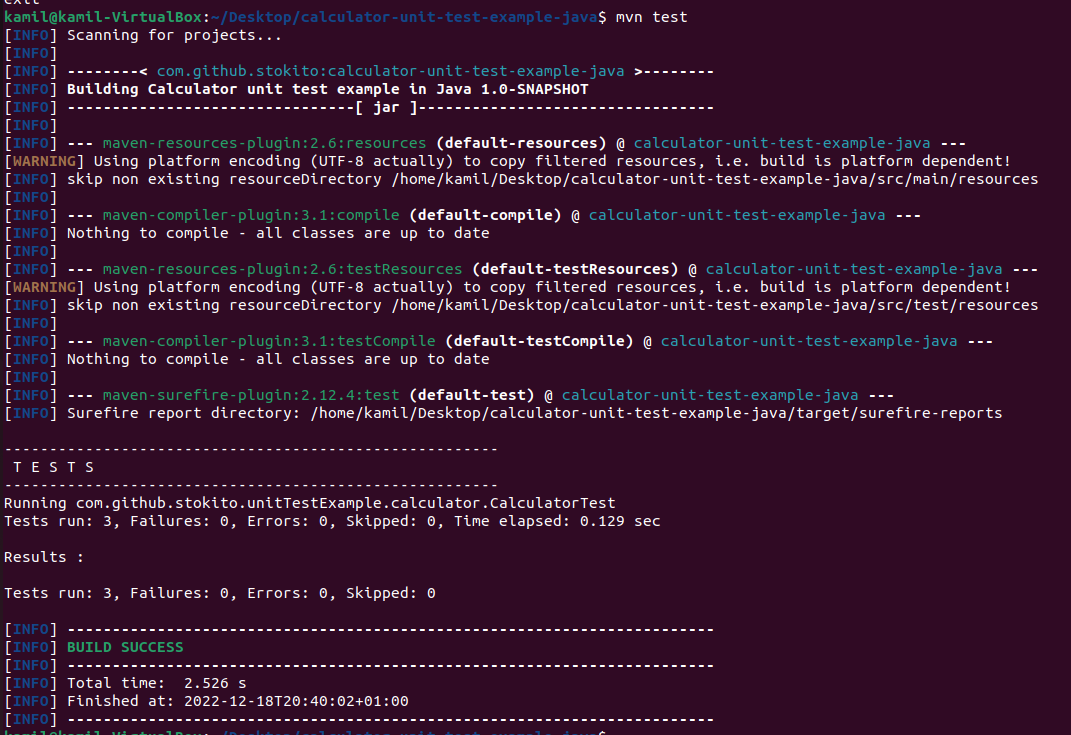 exit
kamil@kamil-VirtualBox:~/Desktop/calculator-unit-test-example-java$ mvn test
[INFO] Scanning for projects...
[INFO]
[INFO] --------< com.github.stokito:calculator-unit-test-example-java >--------
[INFO] Building Calculator unit test example in Java 1.0-SNAPSHOT
[INFO] --------------------------------[ jar ]---------------------------------
[INFO]
[INFO] --- maven-resources-plugin:2.6:resources (default-resources) @ calculator-unit-test-example-java ---
[WARNING] Using platform encoding (UTF-8 actually) to copy filtered resources, i.e. build is platform dependent!
[INFO] skip non existing resourceDirectory /home/kamil/Desktop/calculator-unit-test-example-java/src/main/resources
[INFO]
[INFO] --- maven-compiler-plugin:3.1:compile (default-compile) @ calculator-unit-test-example-java ---
[INFO] Nothing to compile - all classes are up to date
[INFO]
[INFO] --- maven-resources-plugin:2.6:testResources (default-testResources) @ calculator-unit-test-example-java ---
[WARNING] Using platform encoding (UTF-8 actually) to copy filtered resources, i.e. build is platform dependent!
[INFO] skip non existing resourceDirectory /home/kamil/Desktop/calculator-unit-test-example-java/src/test/resources
[INFO]
[INFO] --- maven-compiler-plugin:3.1:testCompile (default-testCompile) @ calculator-unit-test-example-java ---
[INFO] Nothing to compile - all classes are up to date
[INFO]
[INFO] --- maven-surefire-plugin:2.12.4:test (default-test) @ calculator-unit-test-example-java ---
[INFO] Surefire report directory: /home/kamil/Desktop/calculator-unit-test-example-java/target/surefire-reports
-------------------------------------------------------
T E S T S
-------------------------------------------------------
Running com.github.stokito.unitTestExample.calculator.CalculatorTest
Tests run: 3, Failures: 0, Errors: 0, Skipped: 0, Time elapsed: 0.129 sec
Results :
Tests run: 3, Failures: 0, Errors: 0, Skipped: 0
[INFO] ------------------------------------------------------------------------
[INFO] BUILD SUCCESS
[INFO] ------------------------------------------------------------------------
[INFO] Total time:  2.526 s
[INFO] Finished at: 2022-12-18T20:40:02+01:00
[INFO] ------------------------------------------------------------------------
kamil@kamil-VirtualBox:~/Desktop/calculator-unit-test-example-java$